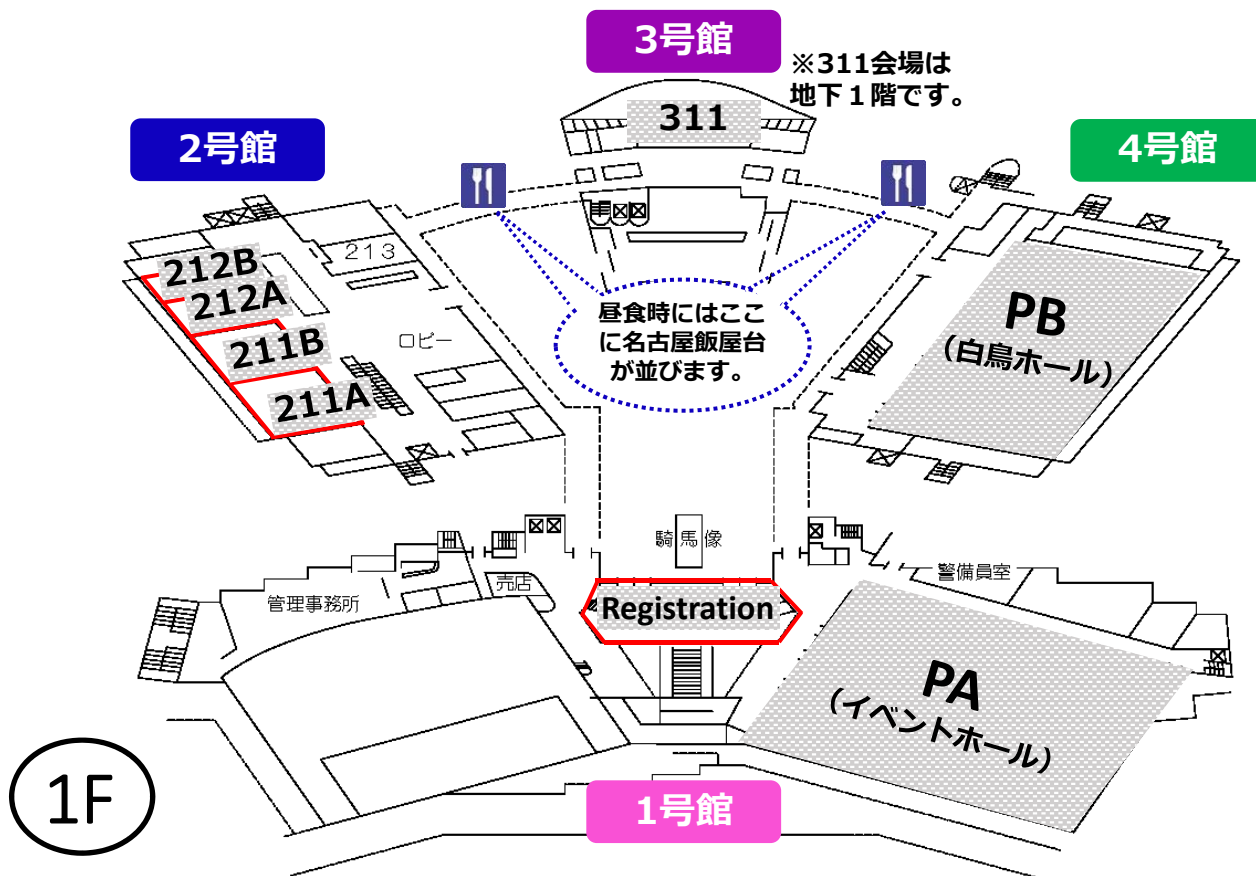 3号館
※311会場は
地下１階です。
311
2号館
4号館
213
212B
212A
211B
211A
ロビー
昼食時にはここ
に名古屋飯屋台
が並びます。
PB
（白鳥ホール）
騎馬像
売店
管理事務所
警備員室
Registration
PA
（イベントホール）
1F
1号館